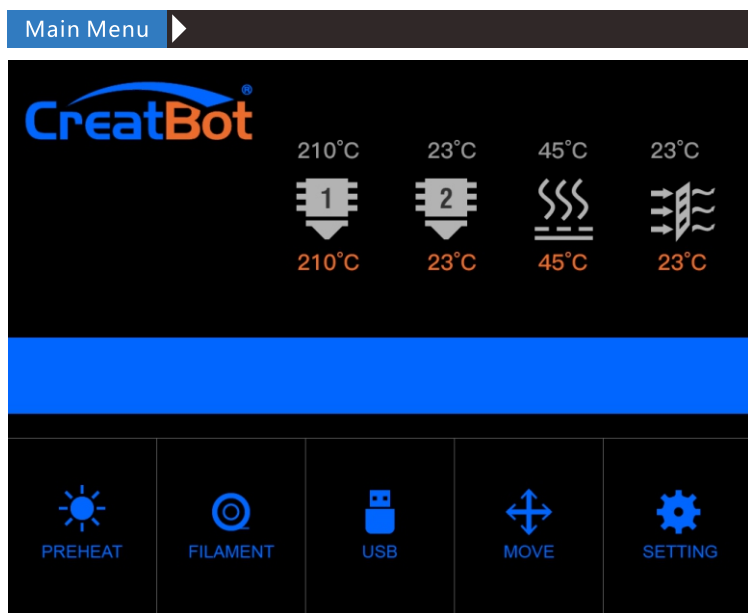 Main Menu
CreatBot®
210°C 23°C 45°C 23°C
1 2
210°C 23°C 45°C 23°C
PREHEAT FILAMENT USB MOVE SETTING